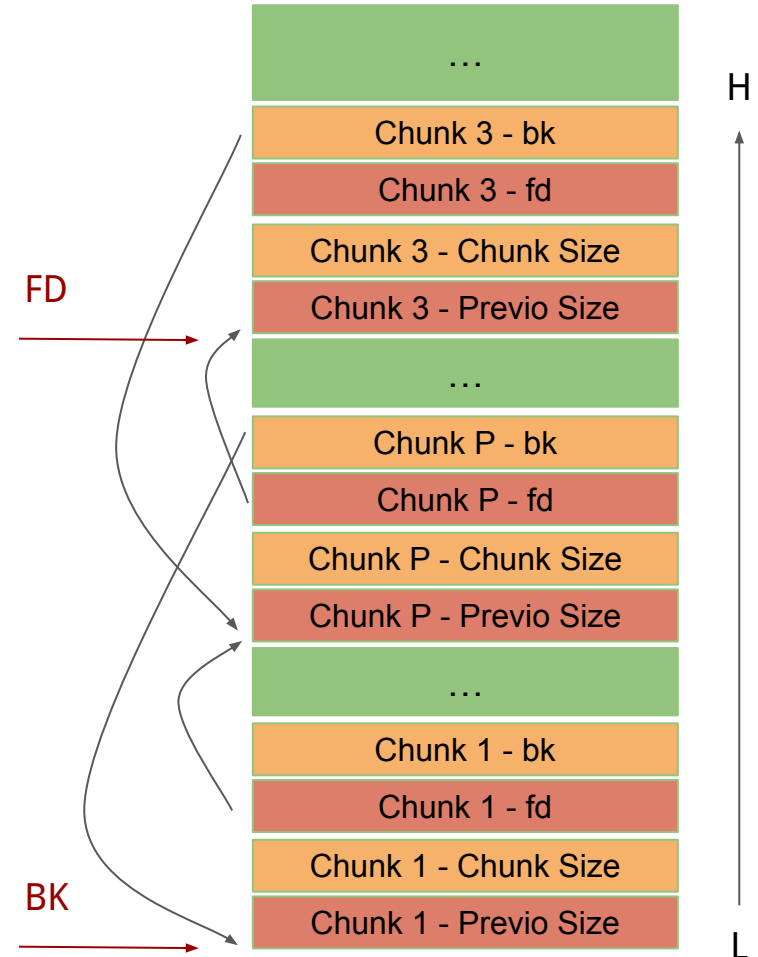 …
H
Chunk 3 - bk
Chunk 3 - fd
Chunk 3 - Chunk Size
FD
Chunk 3 - Previo Size
…
Chunk P - bk
Chunk P - fd
Chunk P - Chunk Size
Chunk P - Previo Size
…
Chunk 1 - bk
Chunk 1 - fd
Chunk 1 - Chunk Size
BK
Chunk 1 - Previo Size
L